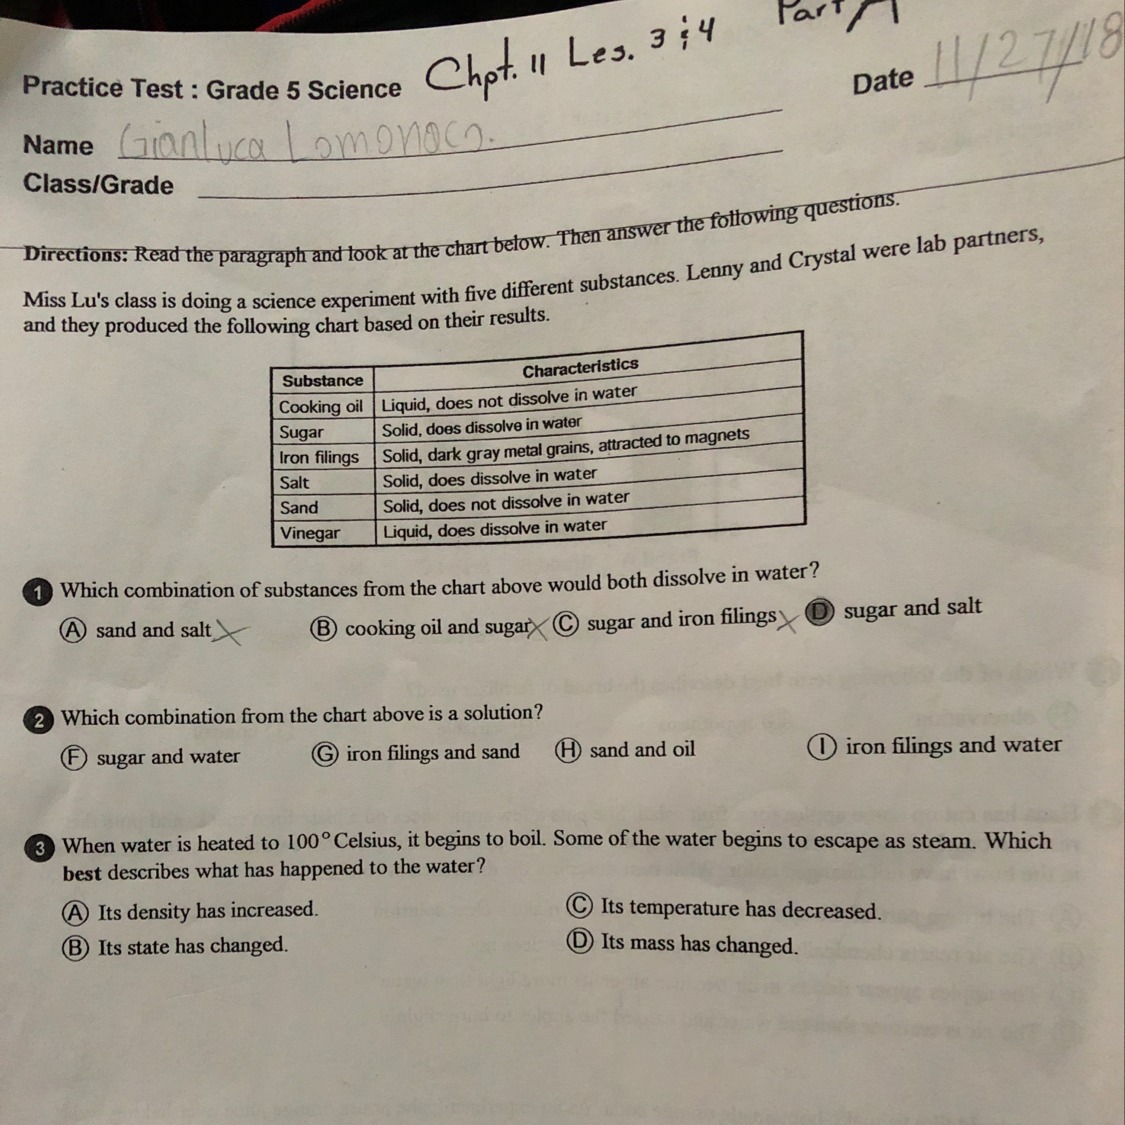 Practice Test : Grade 5 Science Chpt. 11 Les. 3 & 4 Part A
Date 11/27/18
Name Gianluca Lomonoco.
Class/Grade
Directions: Read the paragraph and look at the chart below. Then answer the following questions.
Miss Lu's class is doing a science experiment with five different substances. Lenny and Crystal were lab partners,
and they produced the following chart based on their results.
Substance Characteristics
Cooking oil Liquid, does not dissolve in water
Sugar Solid, does dissolve in water
Iron filings Solid, dark gray metal grains, attracted to magnets
Salt Solid, does dissolve in water
Sand Solid, does not dissolve in water
Vinegar Liquid, does dissolve in water
1 Which combination of substances from the chart above would both dissolve in water?
A sand and salt B cooking oil and sugar C sugar and iron filings D sugar and salt
2 Which combination from the chart above is a solution?
F sugar and water G iron filings and sand H sand and oil I iron filings and water
3 When water is heated to 100° Celsius, it begins to boil. Some of the water begins to escape as steam. Which
best describes what has happened to the water?
A Its density has increased. C Its temperature has decreased.
B Its state has changed. D Its mass has changed.